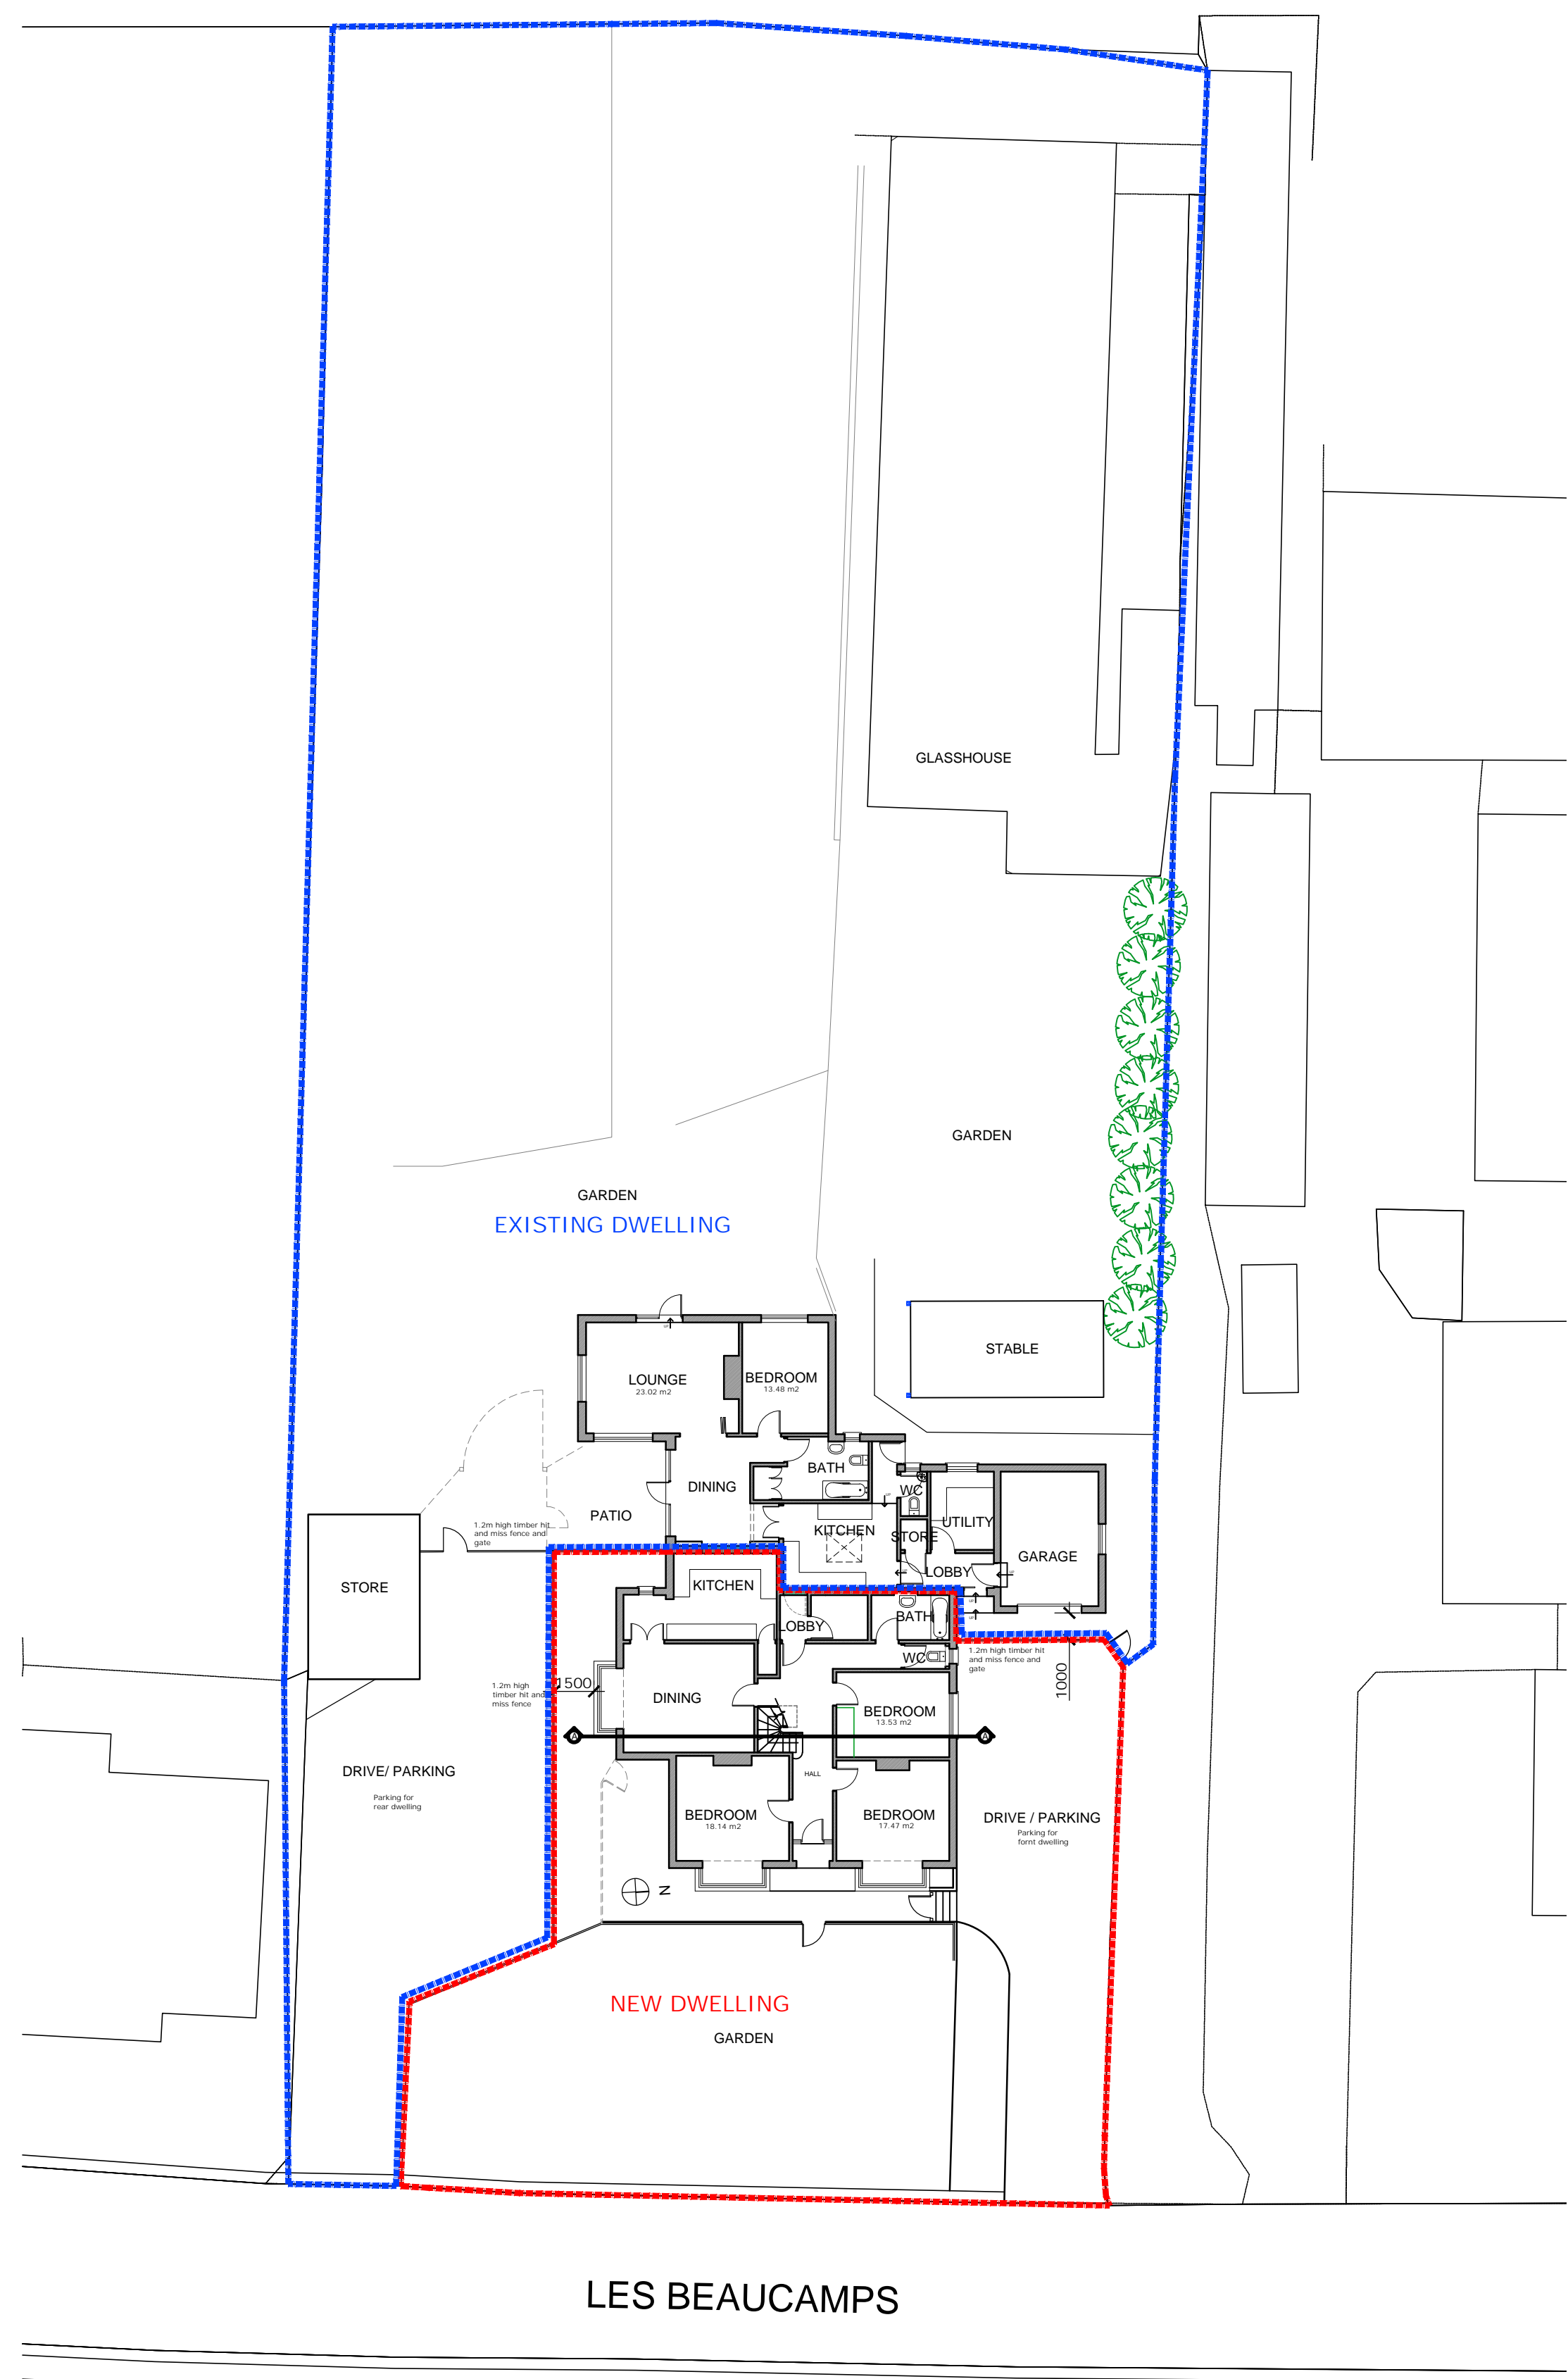 GLASSHOUSE
GARDEN
GARDEN
EXISTING DWELLING
STABLE
LOUNGE
23.02 m2
BEDROOM
13.48 m2
BATH
DINING
WC
PATIO
1.2m high timber hit
and miss fence and
gate
KITCHEN
STORE
UTILITY
GARAGE
LOBBY
STORE
KITCHEN
LOBBY
BATH
WC
1.2m high timber hit
and miss fence and
gate
1000
1.2m high
timber hit and
miss fence
1500
DINING
BEDROOM
13.53 m2
A
A
DRIVE/ PARKING
Parking for
rear dwelling
HALL
BEDROOM
18.14 m2
BEDROOM
17.47 m2
DRIVE / PARKING
Parking for
fornt dwelling
N
NEW DWELLING
GARDEN
LES BEAUCAMPS